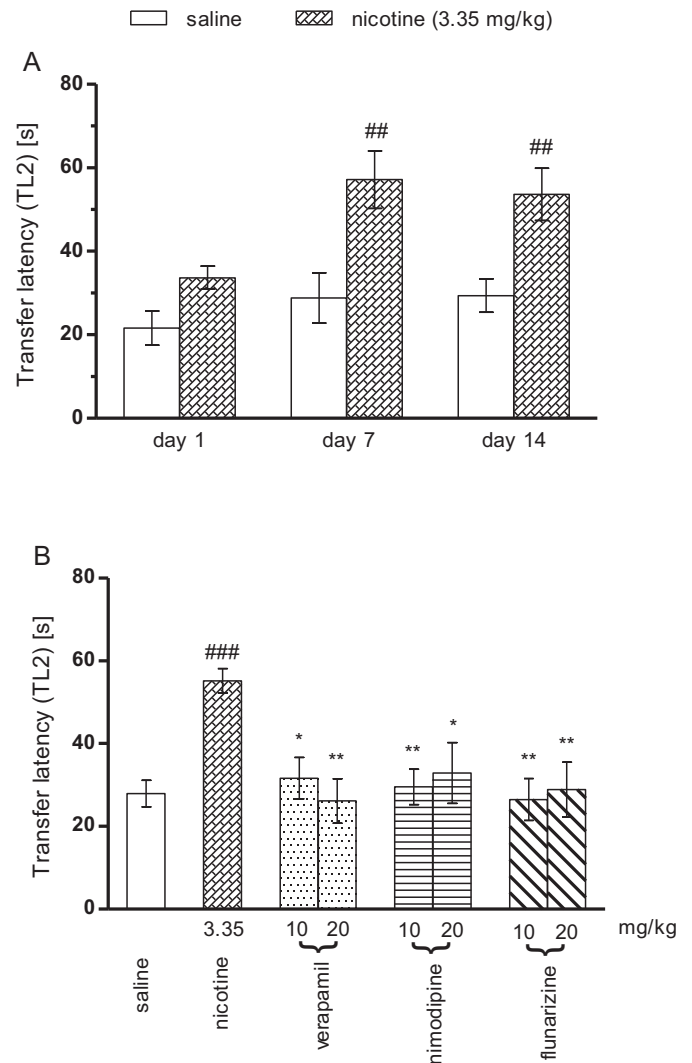 saline nicotine (3.35 mg/kg)
A
Transfer latency (TL2) [s]
80
60
40
20
0
##
##
day 1 day 7 day 14
B
Transfer latency (TL2) [s]
80
60
40
20
0
###
* ** ** * ** **
3.35 10 20 10 20 10 20 mg/kg
saline
nicotine
verapamil
nimodipine
flunarizine